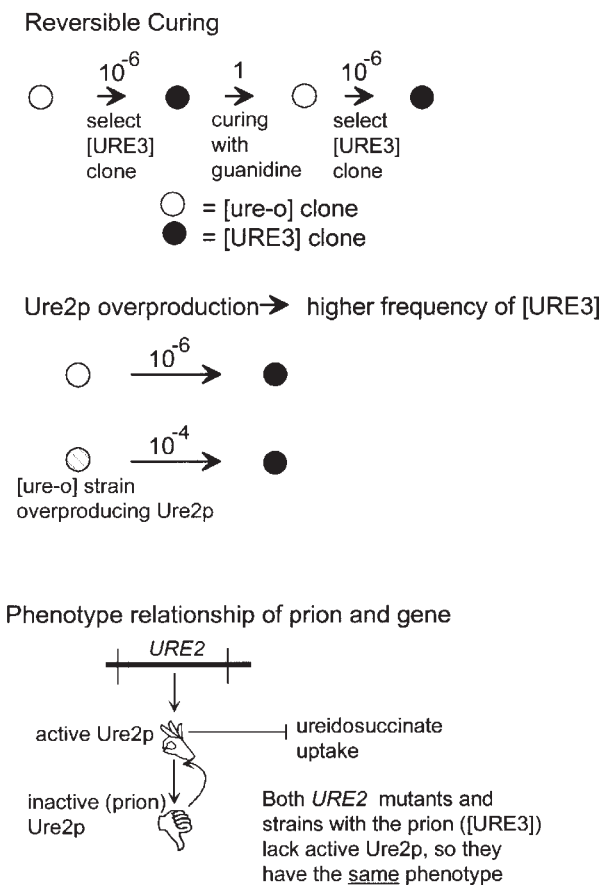 Reversible Curing
10-6 1 10-6
select [URE3] clone
curing with guanidine
select [URE3] clone
= [ure-o] clone
= [URE3] clone
Ure2p overproduction → higher frequency of [URE3]
10-6
10-4
[ure-o] strain
overproducing Ure2p
Phenotype relationship of prion and gene
URE2
active Ure2p
ureidosuccinate
uptake
inactive (prion)
Ure2p
Both URE2 mutants and
strains with the prion ([URE3])
lack active Ure2p, so they
have the same phenotype